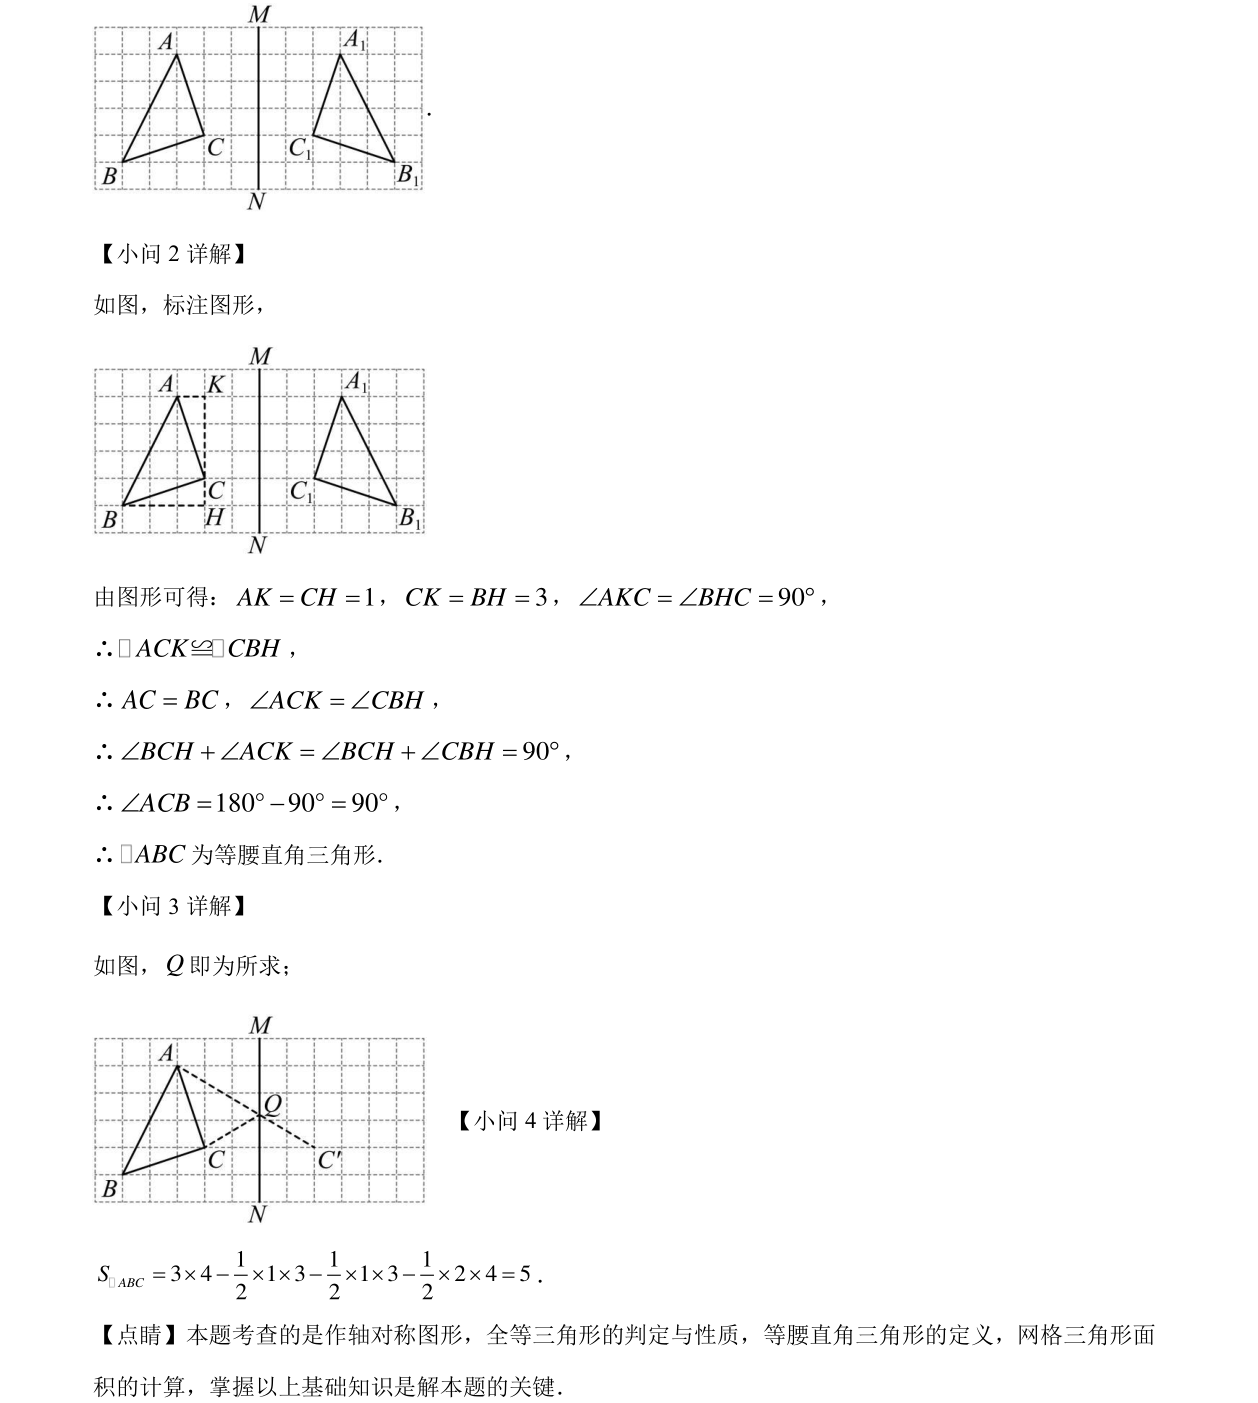 M
A
A₁
.
C
C₁
B
B₁
N
【小问 2 详解】
如图，标注图形，
M
A
K
A₁
C
C₁
B
H
B₁
N
由图形可得：AK = CH = 1，CK = BH = 3，∠AKC = ∠BHC = 90°，
∴□ACK≌□CBH，
∴AC = BC，∠ACK = ∠CBH，
∴∠BCH + ∠ACK = ∠BCH + ∠CBH = 90°，
∴∠ACB = 180° − 90° = 90°，
∴□ABC 为等腰直角三角形．
【小问 3 详解】
如图，Q 即为所求；
M
A
Q
【小问 4 详解】
C
C′
B
N
S□ABC = 3×4 − 1/2×1×3 − 1/2×1×3 − 1/2×2×4 = 5．
【点睛】本题考查的是作轴对称图形，全等三角形的判定与性质，等腰直角三角形的定义，网格三角形面
积的计算，掌握以上基础知识是解本题的关键．